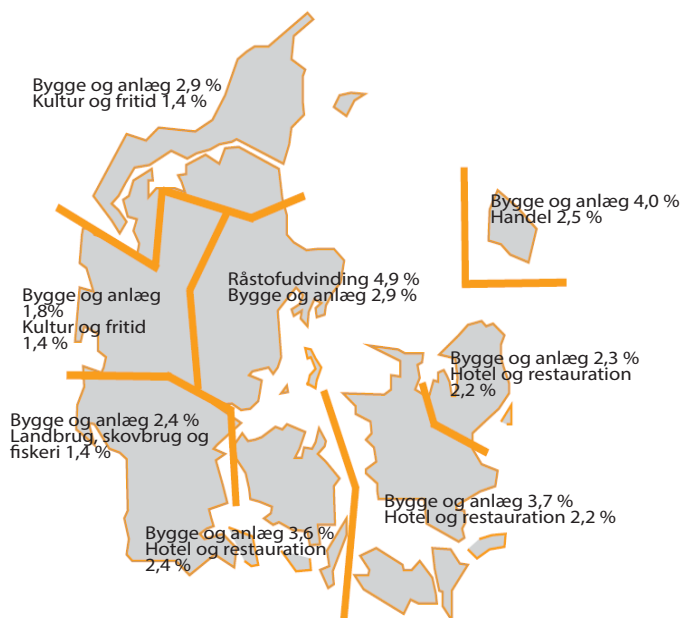 Bygge og anlæg 2,9 %
Kultur og fritid 1,4 %
Bygge og anlæg 4,0 %
Handel 2,5 %
Råstofudvinding 4,9 %
Bygge og anlæg 2,9 %
Bygge og anlæg
1,8%
Kultur og fritid
1,4 %
Bygge og anlæg 2,3 %
Hotel og restauration
2,2 %
Bygge og anlæg 2,4 %
Landbrug, skovbrug og
fiskeri 1,4 %
Bygge og anlæg 3,7 %
Hotel og restauration 2,2 %
Bygge og anlæg 3,6 %
Hotel og restauration
2,4 %